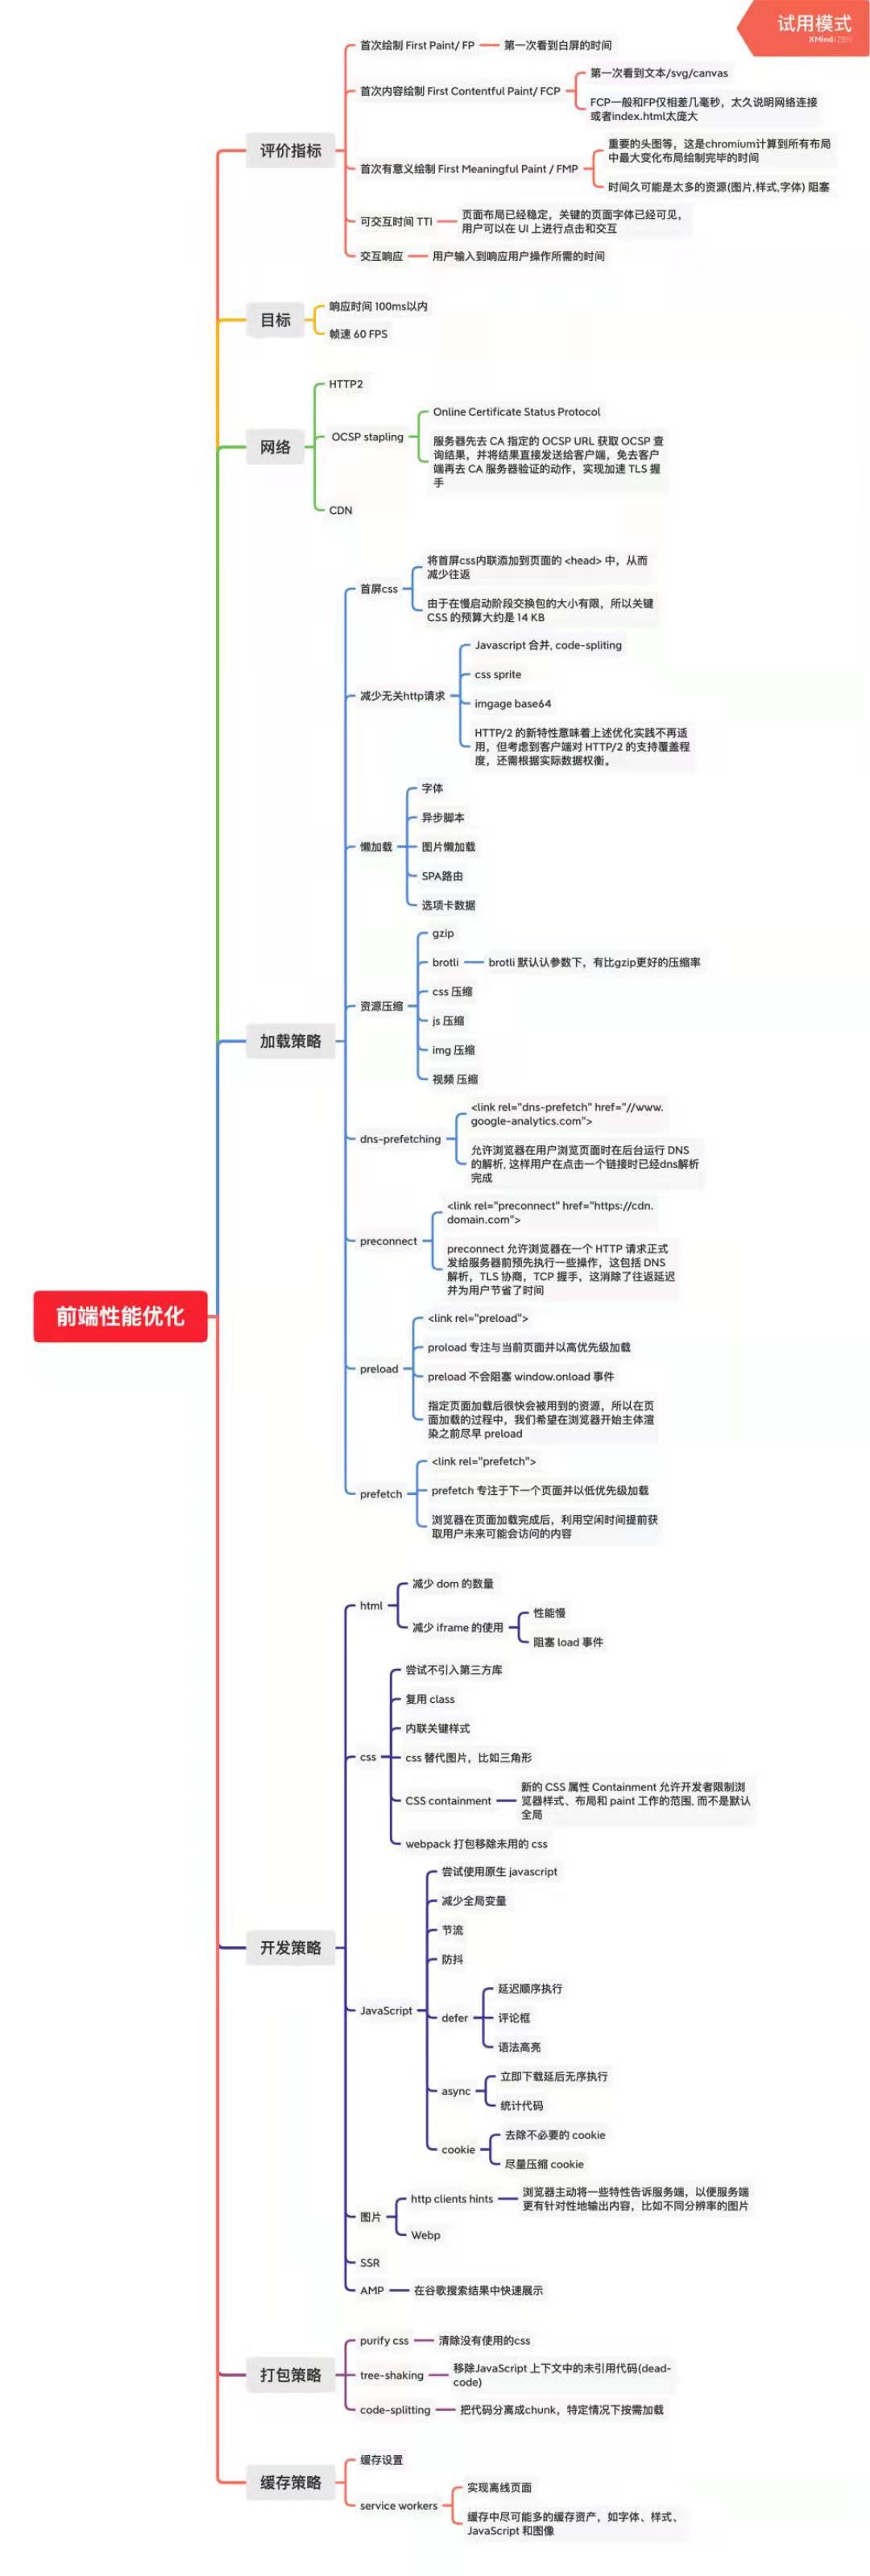 试用模式
XMind:ZEN
首次绘制 First Paint/ FP
第一次看到白屏的时间
首次内容绘制 First Contentful Paint/ FCP
第一次看到文本/svg/canvas
FCP一般和FP仅相差几毫秒，太久说明网络连接
或者index.html太庞大
评价指标
首次有意义绘制 First Meaningful Paint / FMP
重要的头图等，这是chromium计算到所有布局
中最大变化布局绘制完毕的时间
时间久可能是太多的资源(图片,样式,字体) 阻塞
可交互时间 TTI
页面布局已经稳定，关键的页面字体已经可见，
用户可以在 UI 上进行点击和交互
交互响应
用户输入到响应用户操作所需的时间
目标
响应时间 100ms以内
帧速 60 FPS
网络
HTTP2
OCSP stapling
Online Certificate Status Protocol
服务器先去 CA 指定的 OCSP URL 获取 OCSP 查
询结果，并将结果直接发送给客户端，免去客户
端再去 CA 服务器验证的动作，实现加速 TLS 握
手
CDN
加载策略
首屏css
将首屏css内联添加到页面的 <head> 中，从而
减少往返
由于在慢启动阶段交换包的大小有限，所以关键
CSS 的预算大约是 14 KB
减少无关http请求
Javascript 合并, code-spliting
css sprite
imgage base64
HTTP/2 的新特性意味着上述优化实践不再适
用，但考虑到客户端对 HTTP/2 的支持覆盖程
度，还需根据实际数据权衡。
懒加载
字体
异步脚本
图片懒加载
SPA路由
选项卡数据
资源压缩
gzip
brotli
brotli 默认认参数下，有比gzip更好的压缩率
css 压缩
js 压缩
img 压缩
视频 压缩
dns-prefetching
<link rel="dns-prefetch" href="//www.
google-analytics.com">
允许浏览器在用户浏览页面时在后台运行 DNS
的解析, 这样用户在点击一个链接时已经dns解析
完成
preconnect
<link rel="preconnect" href="https://cdn.
domain.com">
preconnect 允许浏览器在一个 HTTP 请求正式
发给服务器前预先执行一些操作，这包括 DNS
解析，TLS 协商，TCP 握手，这消除了往返延迟
并为用户节省了时间
前端性能优化
preload
<link rel="preload">
proload 专注与当前页面并以高优先级加载
preload 不会阻塞 window.onload 事件
指定页面加载后很快会被用到的资源，所以在页
面加载的过程中，我们希望在浏览器开始主体渲
染之前尽早 preload
prefetch
<link rel="prefetch">
prefetch 专注于下一个页面并以低优先级加载
浏览器在页面加载完成后，利用空闲时间提前获
取用户未来可能会访问的内容
开发策略
html
减少 dom 的数量
减少 iframe 的使用
性能慢
阻塞 load 事件
css
尝试不引入第三方库
复用 class
内联关键样式
css 替代图片，比如三角形
CSS containment
新的 CSS 属性 Containment 允许开发者限制浏
览器样式、布局和 paint 工作的范围, 而不是默认
全局
webpack 打包移除未用的 css
JavaScript
尝试使用原生 javascript
减少全局变量
节流
防抖
defer
延迟顺序执行
评论框
语法高亮
async
立即下载延后无序执行
统计代码
cookie
去除不必要的 cookie
尽量压缩 cookie
图片
http clients hints
浏览器主动将一些特性告诉服务端，以便服务端
更有针对性地输出内容，比如不同分辨率的图片
Webp
SSR
AMP
在谷歌搜索结果中快速展示
打包策略
purify css
清除没有使用的css
tree-shaking
移除JavaScript 上下文中的未引用代码(dead-
code)
code-splitting
把代码分离成chunk，特定情况下按需加载
缓存策略
缓存设置
service workers
实现离线页面
缓存中尽可能多的缓存资产，如字体、样式、
JavaScript 和图像